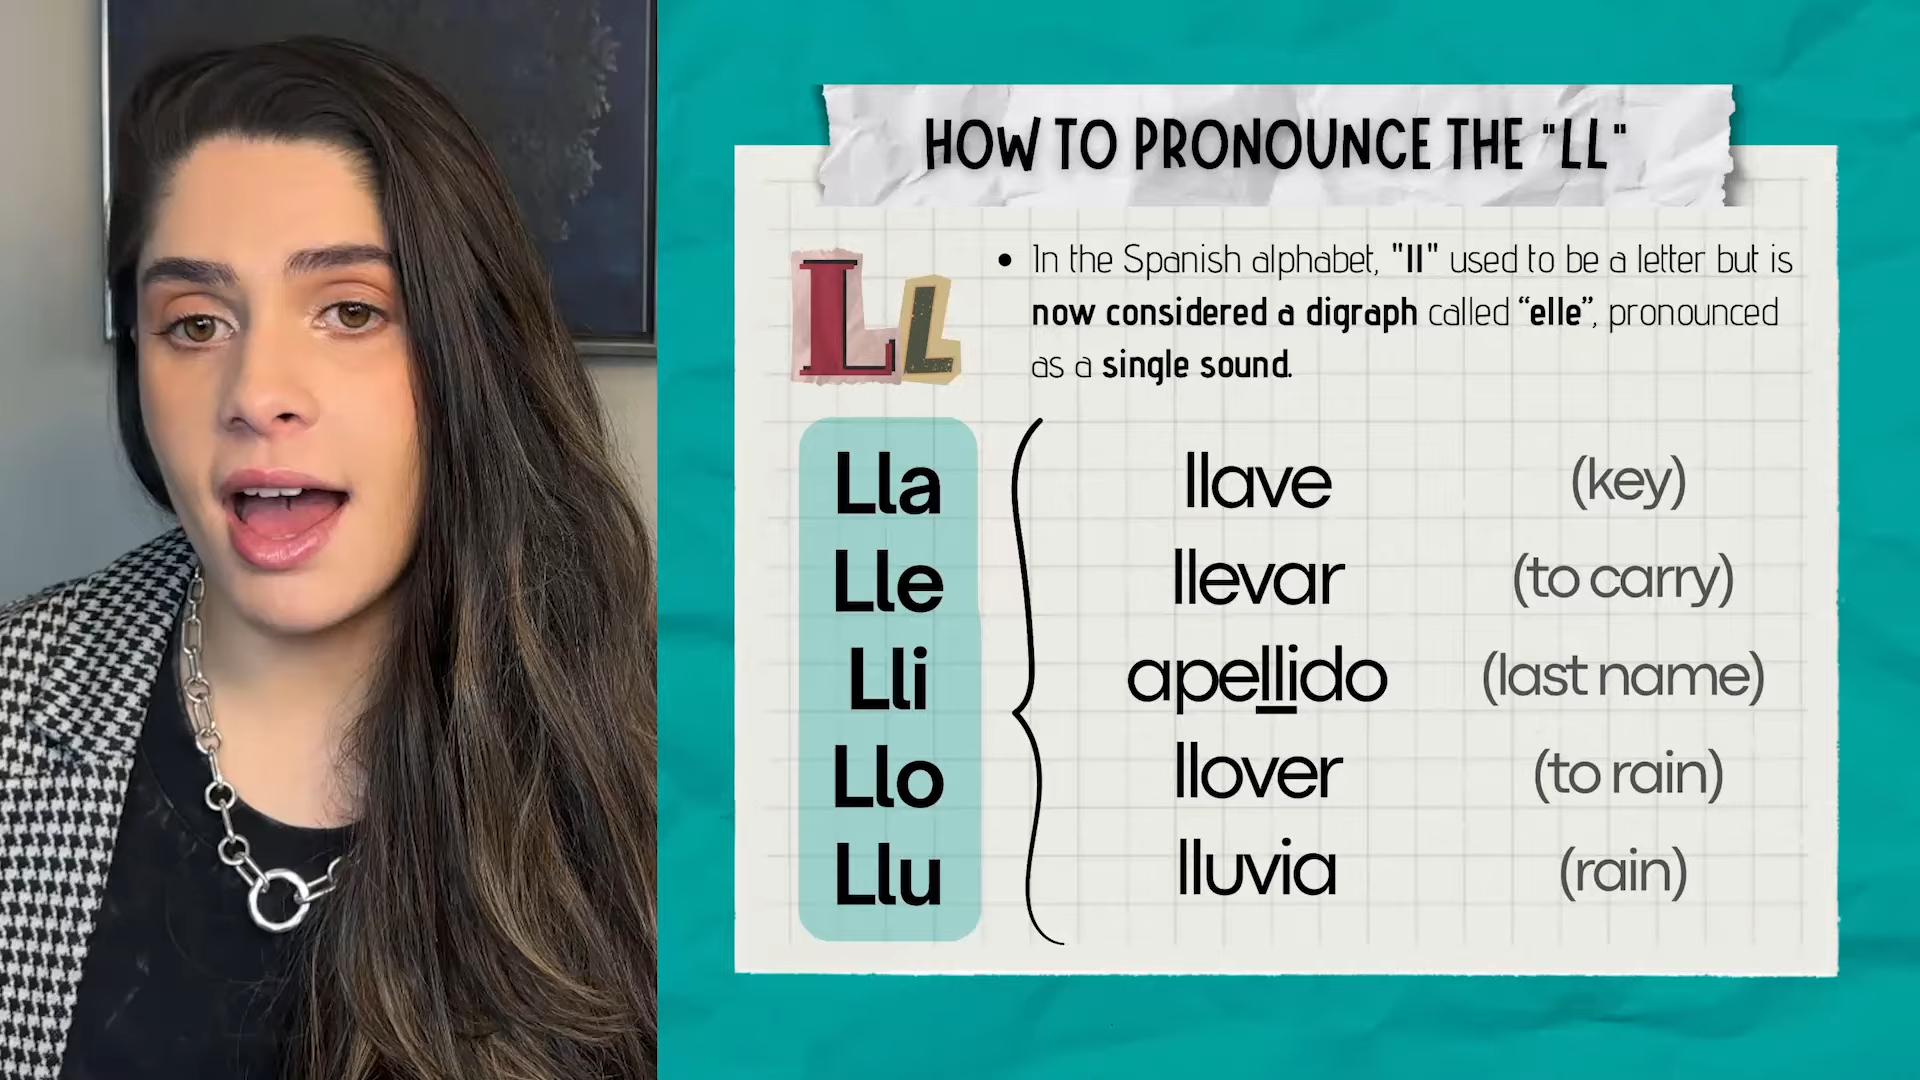 HOW TO PRONOUNCE THE "LL"
LL
• In the Spanish alphabet, "ll" used to be a letter but is
now considered a digraph called “elle”, pronounced
as a single sound.
Lla llave (key)
Lle llevar (to carry)
Lli apellido (last name)
Llo llover (to rain)
Llu lluvia (rain)